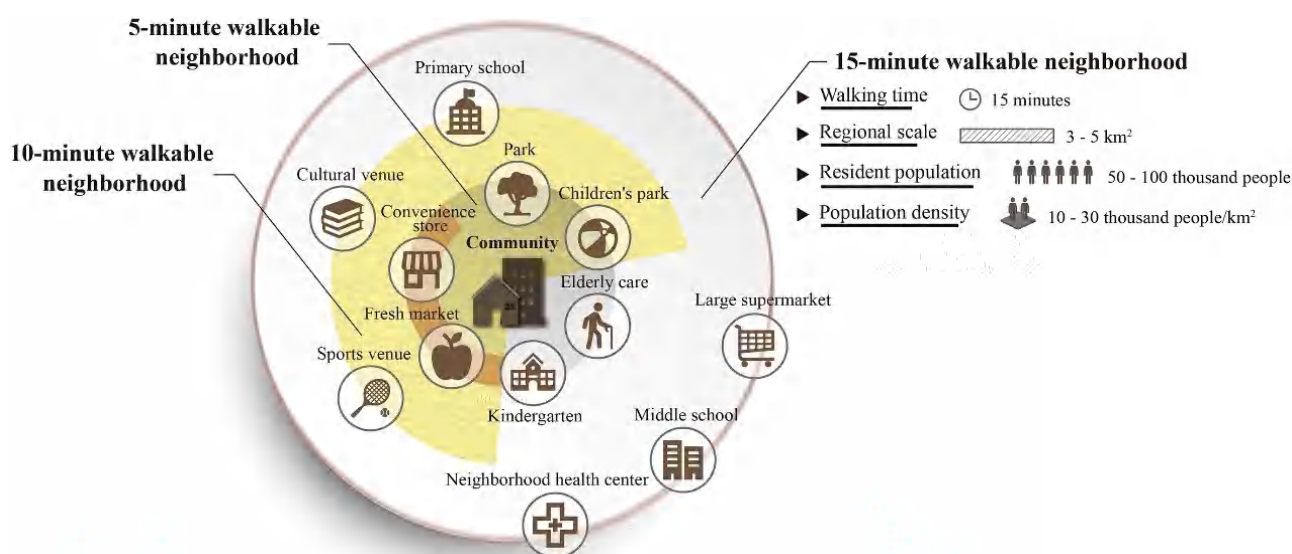 5-minute walkable
neighborhood
10-minute walkable
neighborhood
15-minute walkable neighborhood
Walking time
15 minutes
Regional scale
3 - 5 km²
Resident population
50 - 100 thousand people
Population density
10 - 30 thousand people/km²
Primary school
Park
Cultural venue
Children's park
Convenience
store
Community
Elderly care
Large supermarket
Fresh market
Sports venue
Kindergarten
Middle school
Neighborhood health center